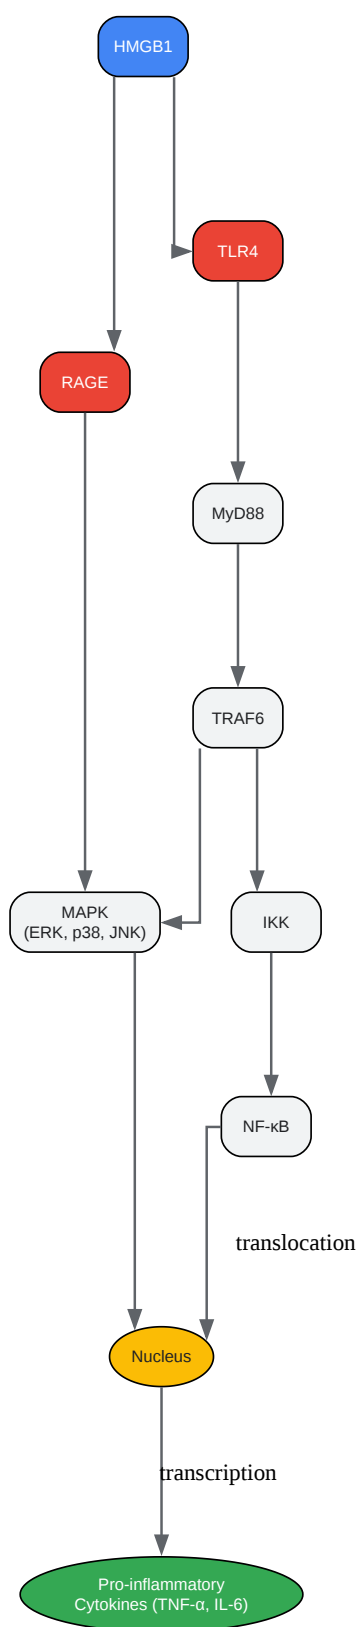 HMGB1
TLR4
RAGE
MyD88
TRAF6
MAPK
(ERK, p38, JNK)
IKK
NF-κB
translocation
Nucleus
transcription
Pro-inflammatory
Cytokines (TNF-α, IL-6)